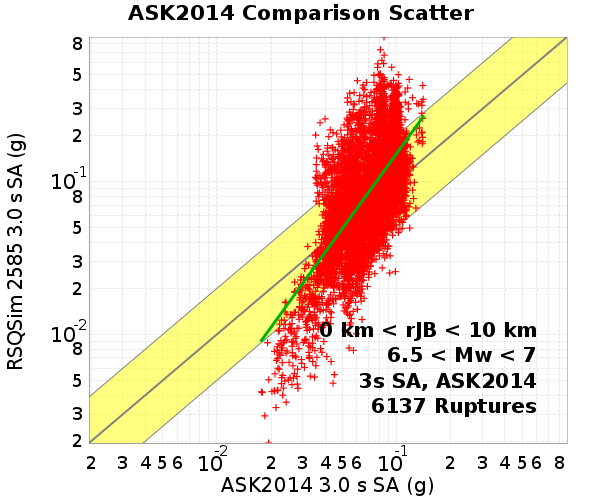 ASK2014 Comparison Scatter
RSQSim 2585 3.0 s SA (g)
8
5
3
2
10-1
8
5
3
2
10-2
8
5
3
2
0 km < rJB < 10 km
6.5 < Mw < 7
3s SA, ASK2014
6137 Ruptures
2 3 4 5 6 10-2 2 3 4 5 6 10-1 2 3 4 5 6 8
ASK2014 3.0 s SA (g)